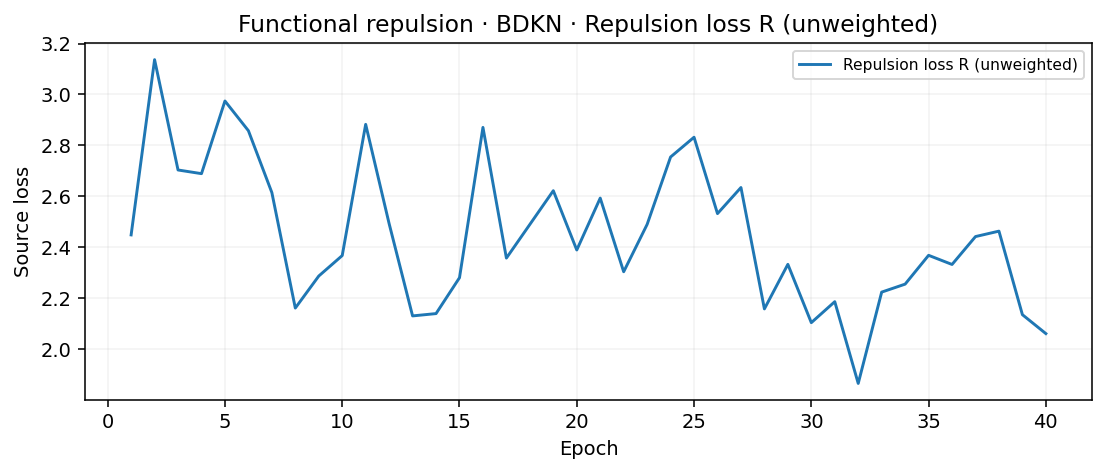 Functional repulsion · BDKN · Repulsion loss R (unweighted)
Repulsion loss R (unweighted)
Source loss
3.2
3.0
2.8
2.6
2.4
2.2
2.0
0 5 10 15 20 25 30 35 40
Epoch